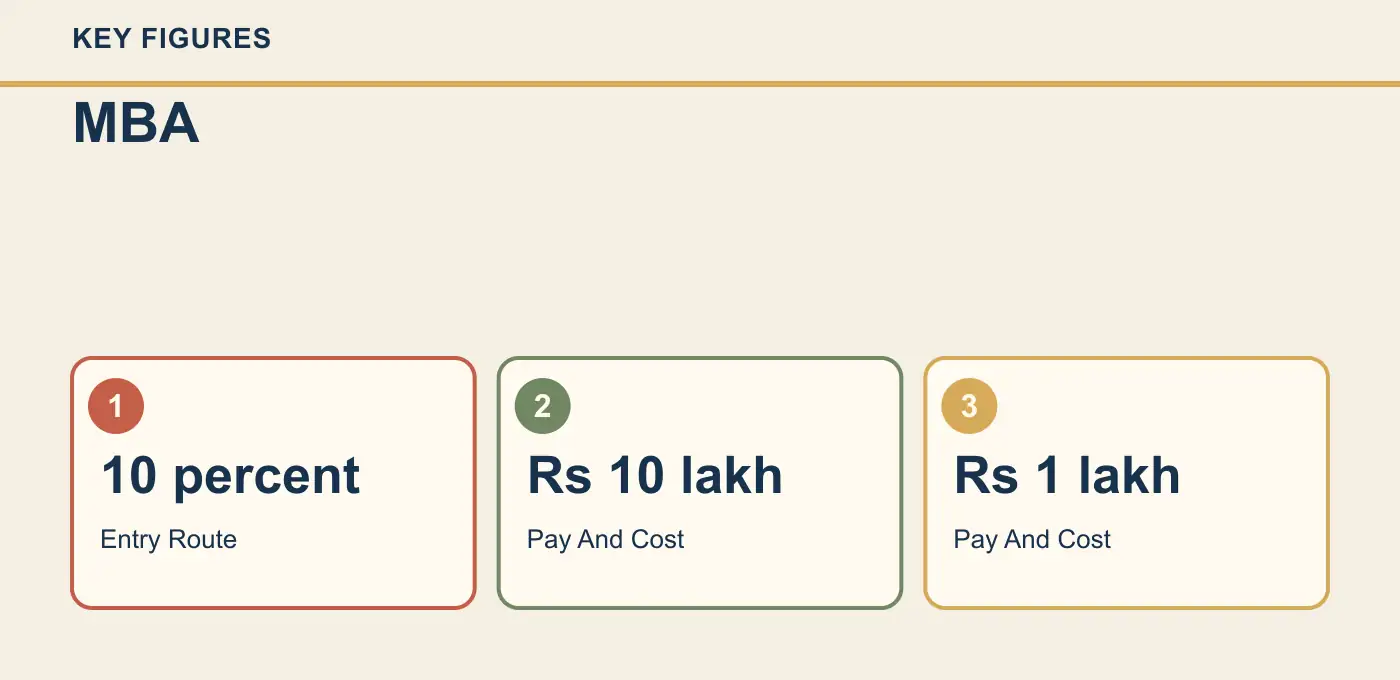 KEY FIGURES
MBA
1
10 percent
Entry Route
2
Rs 10 lakh
Pay And Cost
3
Rs 1 lakh
Pay And Cost